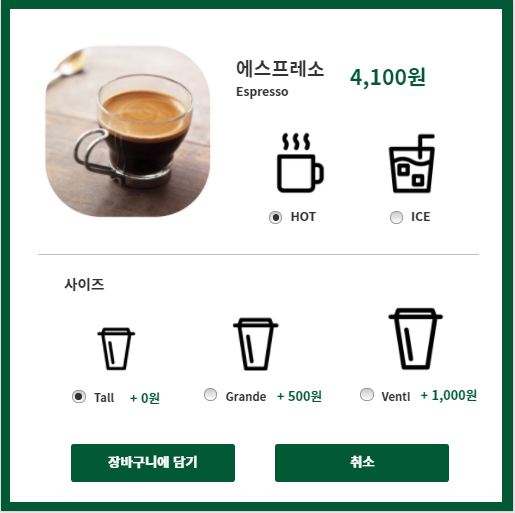 에스프레소
4,100원
Espresso
HOT
ICE
사이즈
Tall + 0원
Grande + 500원
Venti + 1,000원
장바구니에 담기
취소